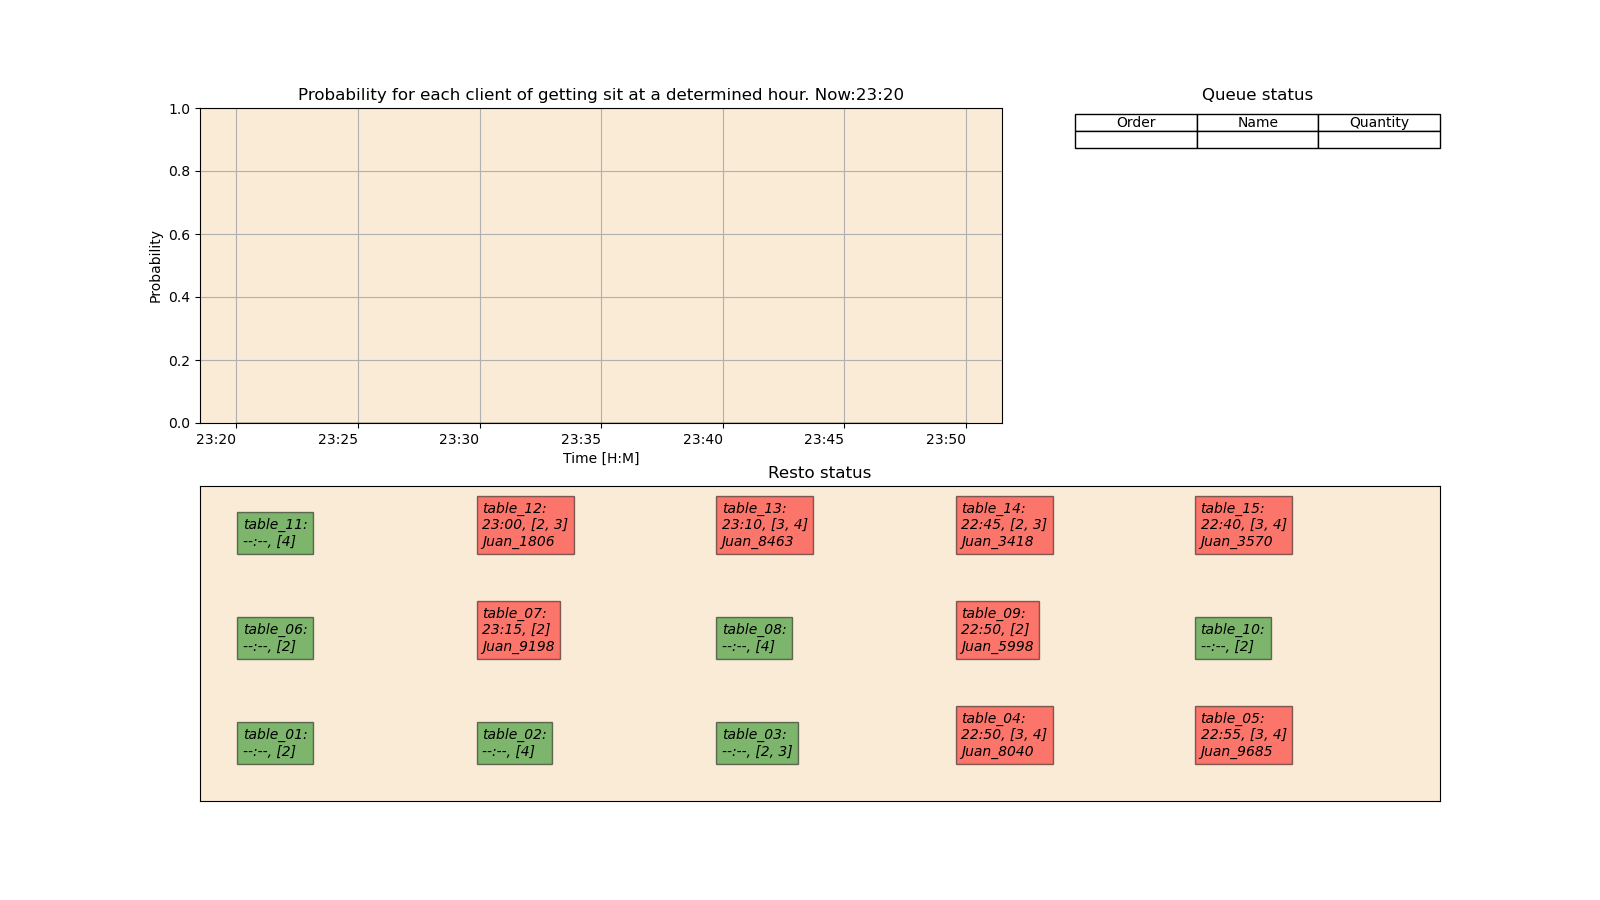 Probability for each client of getting sit at a determined hour. Now:23:20
1.0
0.8
0.6
0.4
0.2
0.0
Probability
23:20 23:25 23:30 23:35 23:40 23:45 23:50
Time [H:M]
Queue status
Order Name Quantity
Resto status
table_11:
--:--, [4]
table_12:
23:00, [2, 3]
Juan_1806
table_13:
23:10, [3, 4]
Juan_8463
table_14:
22:45, [2, 3]
Juan_3418
table_15:
22:40, [3, 4]
Juan_3570
table_06:
--:--, [2]
table_07:
23:15, [2]
Juan_9198
table_08:
--:--, [4]
table_09:
22:50, [2]
Juan_5998
table_10:
--:--, [2]
table_01:
--:--, [2]
table_02:
--:--, [4]
table_03:
--:--, [2, 3]
table_04:
22:50, [3, 4]
Juan_8040
table_05:
22:55, [3, 4]
Juan_9685